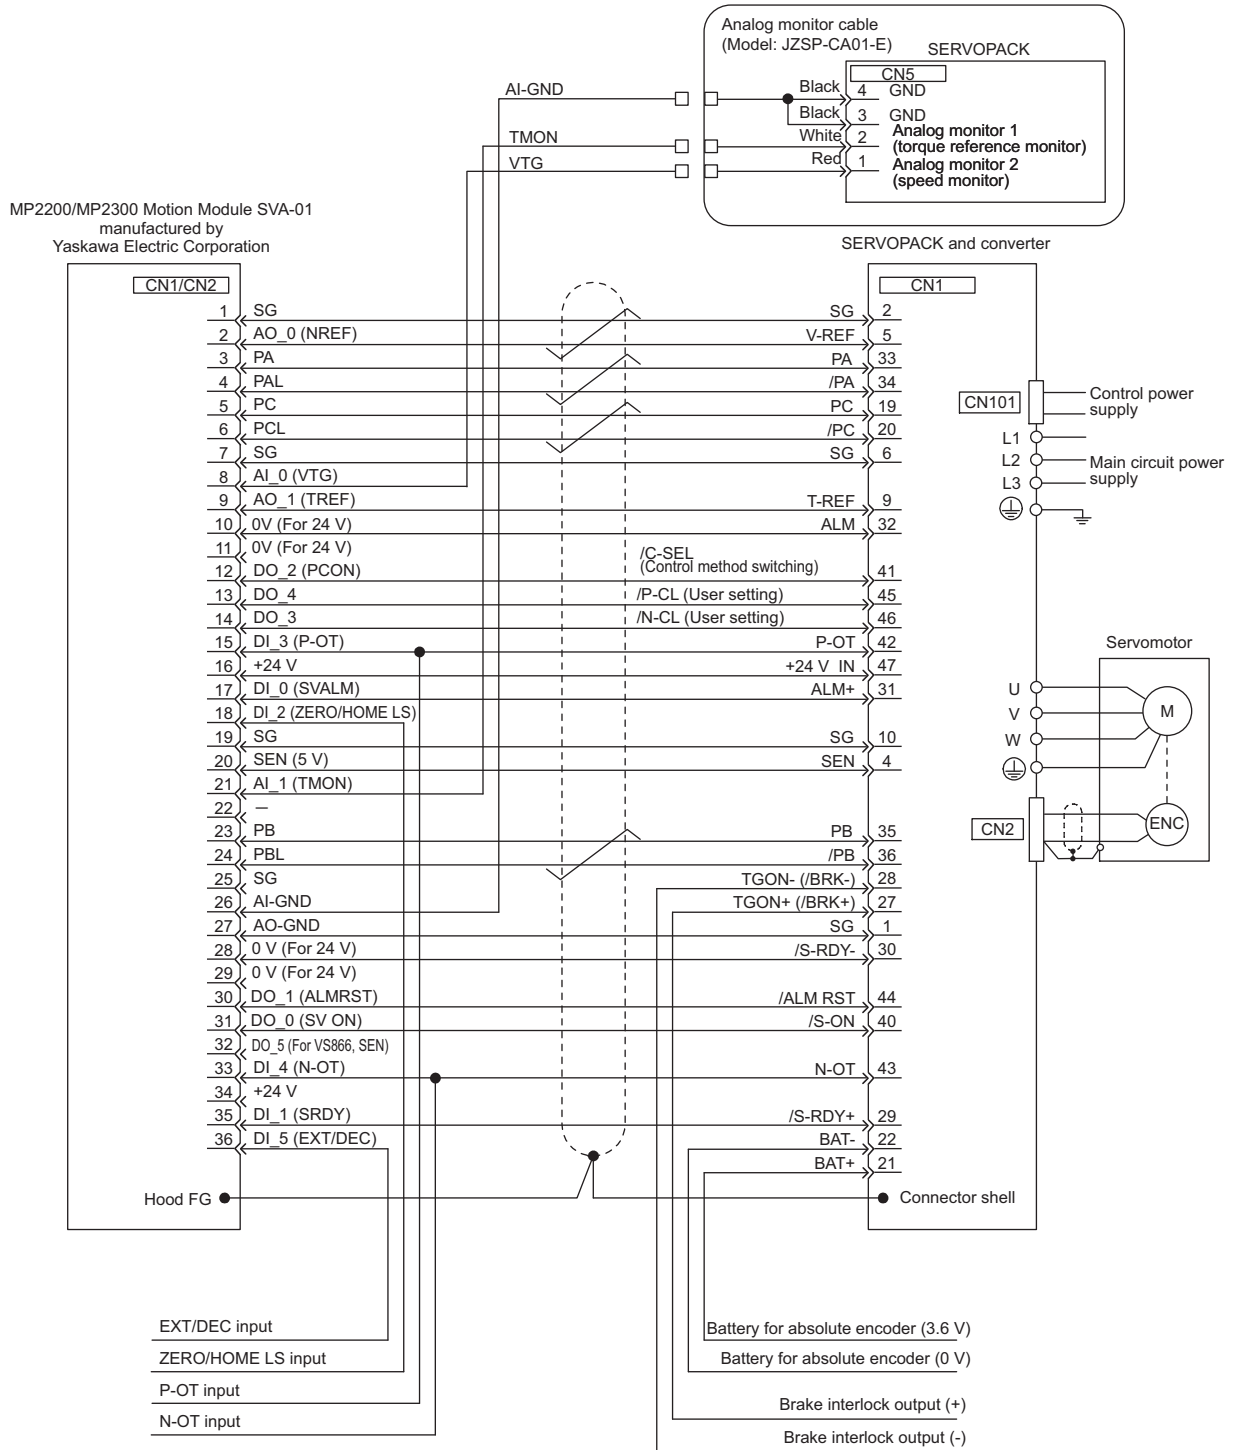 Analog monitor cable
(Model: JZSP-CA01-E)
SERVOPACK
CN5
AI-GND
Black
4
GND
Black
3
GND
TMON
White
2
Analog monitor 1
(torque reference monitor)
VTG
Red
1
Analog monitor 2
(speed monitor)
MP2200/MP2300 Motion Module SVA-01
manufactured by
Yaskawa Electric Corporation
SERVOPACK and converter
CN1/CN2
CN1
1 SG SG 2
2 AO_0 (NREF) V-REF 5
3 PA PA 33
4 PAL /PA 34
5 PC PC 19
6 PCL /PC 20
7 SG SG 6
8 AI_0 (VTG)
9 AO_1 (TREF) T-REF 9
10 0V (For 24 V) ALM 32
11 0V (For 24 V)
/C-SEL
(Control method switching)
12 DO_2 (PCON) 41
13 DO_4 /P-CL (User setting) 45
14 DO_3 /N-CL (User setting) 46
15 DI_3 (P-OT) P-OT 42
16 +24 V +24 V IN 47
17 DI_0 (SVALM) ALM+ 31
18 DI_2 (ZERO/HOME LS)
19 SG SG 10
20 SEN (5 V) SEN 4
21 AI_1 (TMON)
22 —
23 PB PB 35
24 PBL /PB 36
25 SG TGON- (/BRK-) 28
26 AI-GND TGON+ (/BRK+) 27
27 AO-GND SG 1
28 0 V (For 24 V) /S-RDY- 30
29 0 V (For 24 V)
30 DO_1 (ALMRST) /ALM RST 44
31 DO_0 (SV ON) /S-ON 40
32 DO_5 (For VS866, SEN)
33 DI_4 (N-OT) N-OT 43
34 +24 V
35 DI_1 (SRDY) /S-RDY+ 29
36 DI_5 (EXT/DEC) BAT- 22
BAT+ 21
Hood FG
Connector shell
CN101
Control power
supply
L1
L2
L3
Main circuit power
supply
Servomotor
U
V
W
M
CN2
ENC
EXT/DEC input
ZERO/HOME LS input
P-OT input
N-OT input
Battery for absolute encoder (3.6 V)
Battery for absolute encoder (0 V)
Brake interlock output (+)
Brake interlock output (-)